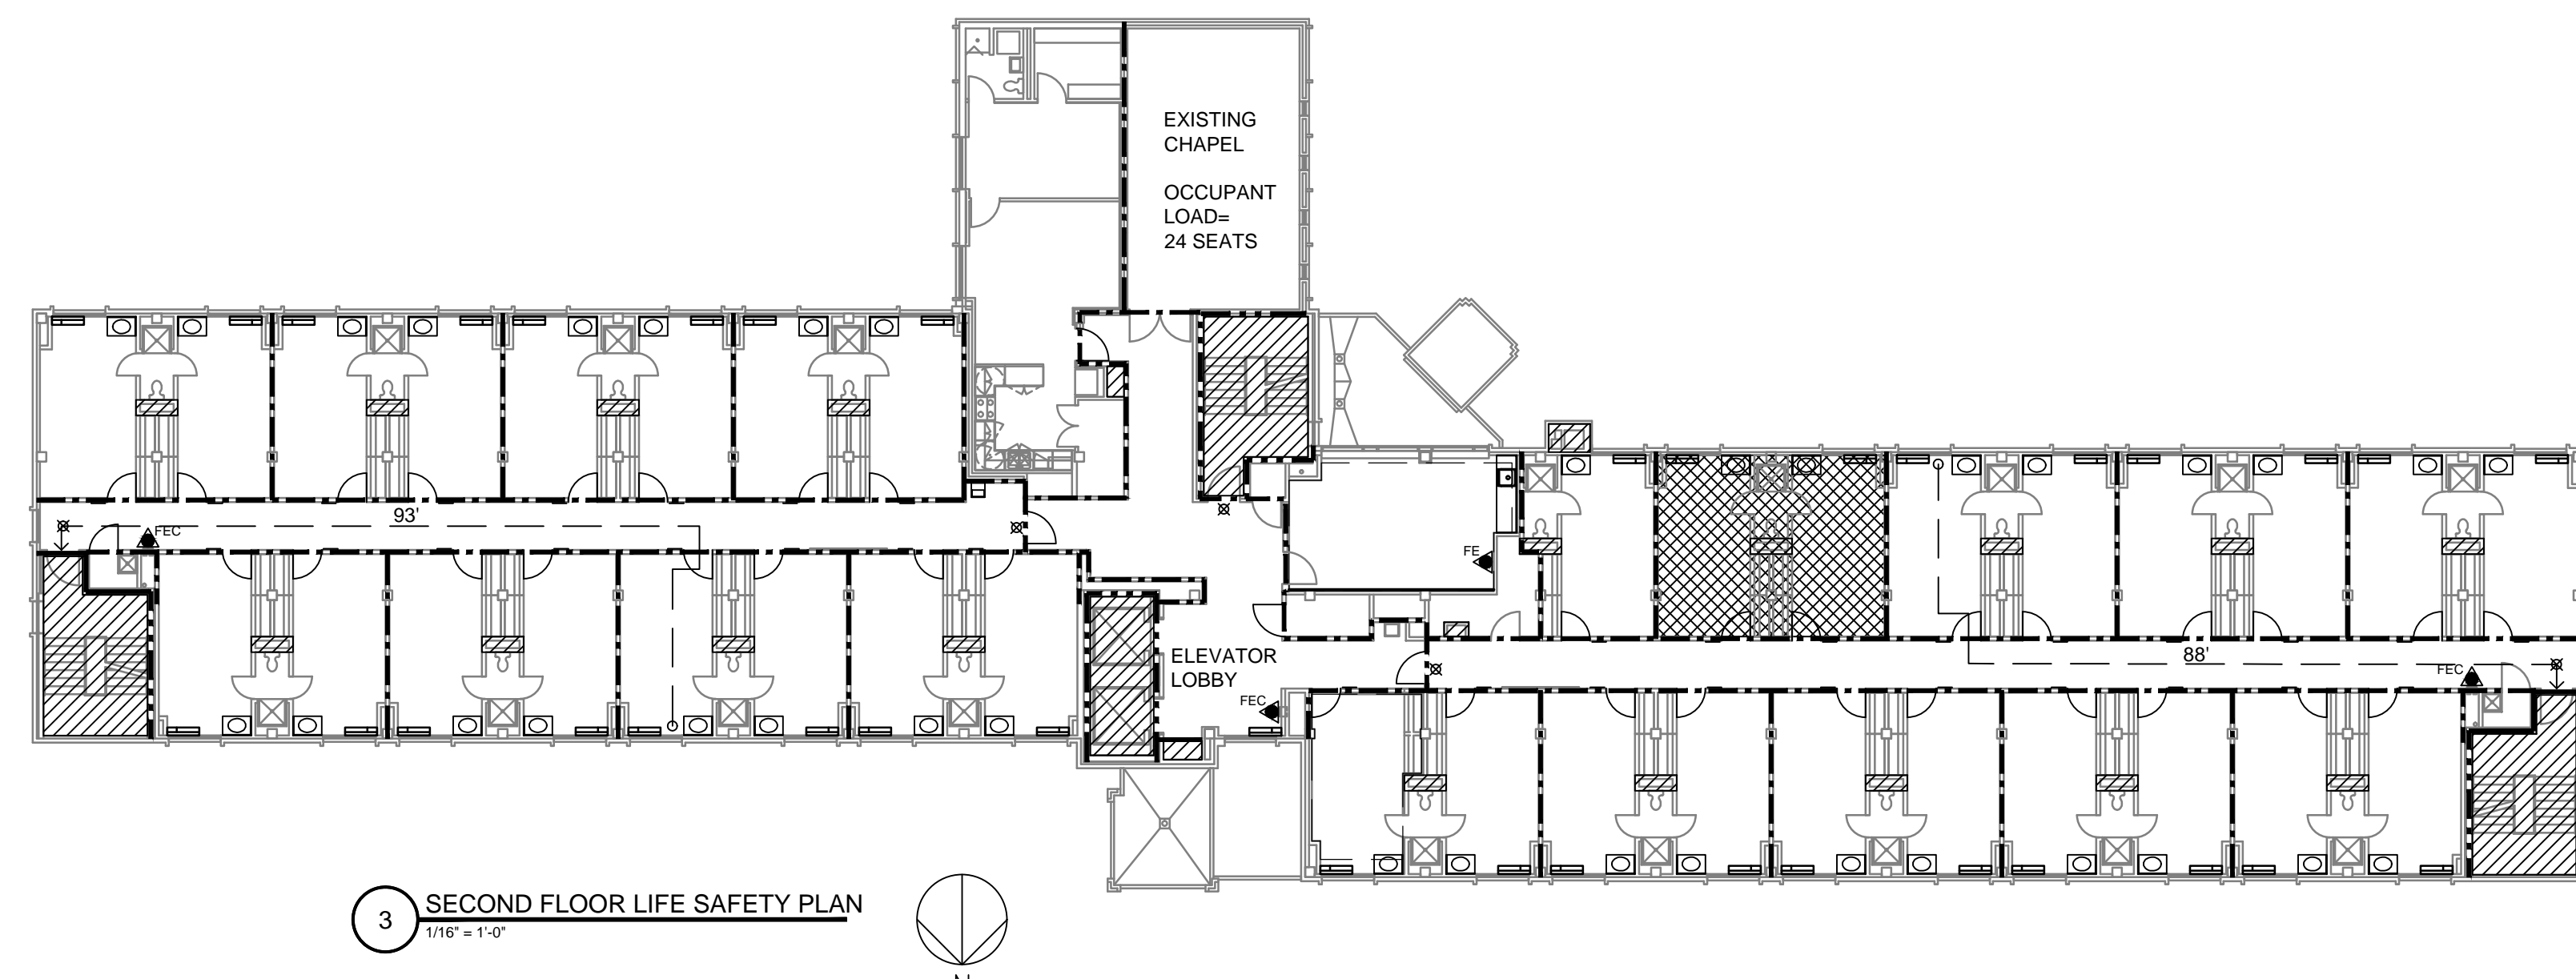 EXISTING
CHAPEL
OCCUPANT
LOAD=
24 SEATS
93'
FEC
FE
ELEVATOR
LOBBY
FEC
88'
FEC
3
SECOND FLOOR LIFE SAFETY PLAN
1/16" = 1'-0"
N